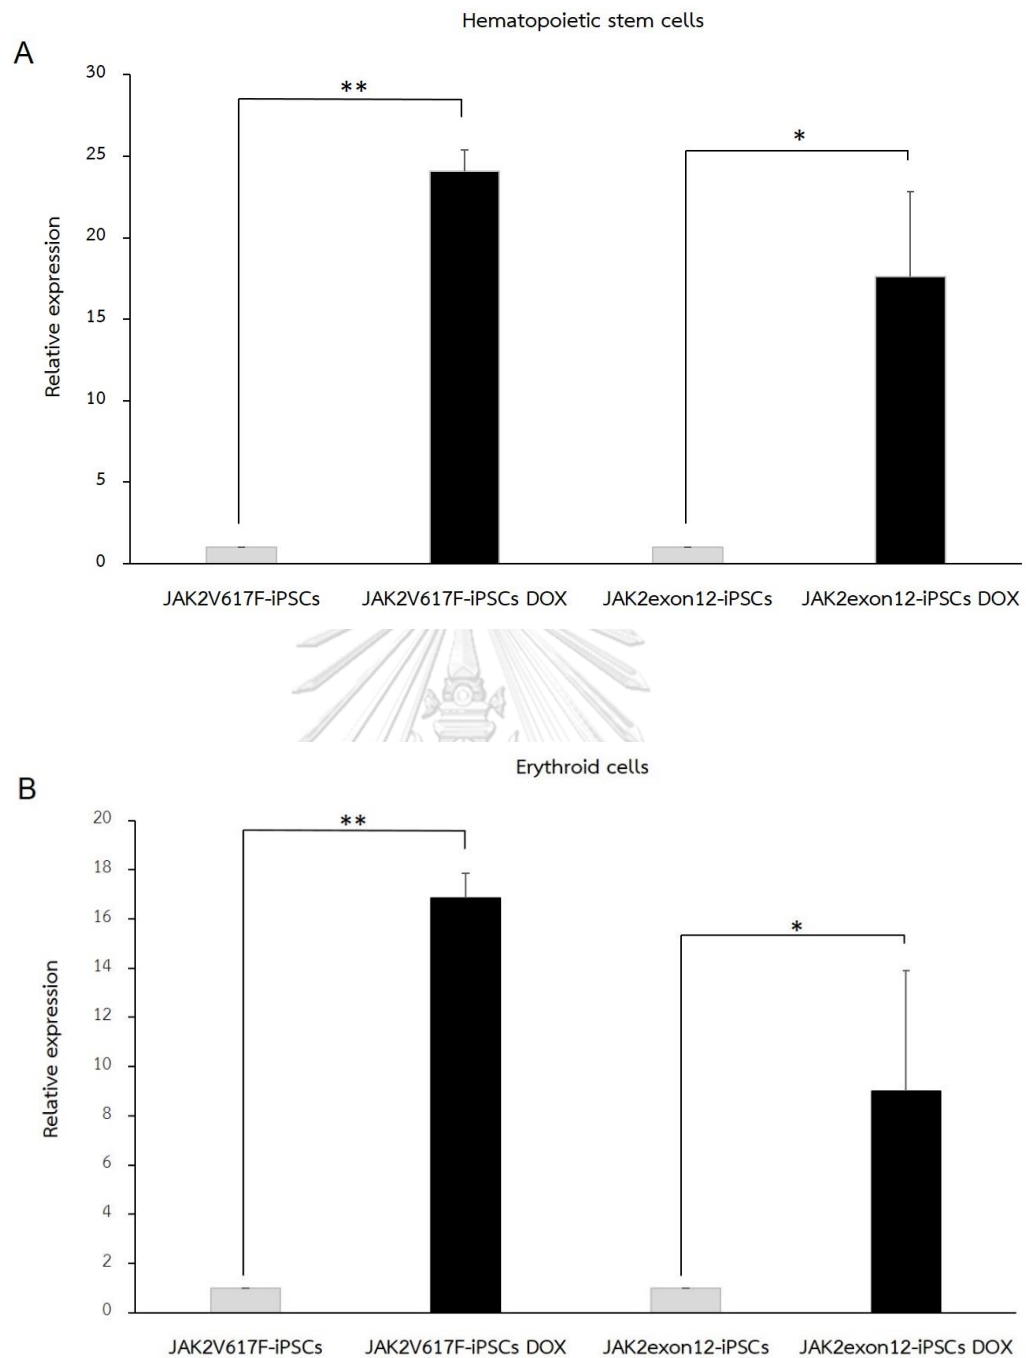 Hematopoietic stem cells
A
30
25
20
15
10
5
0
Relative expression
**
*
JAK2V617F-iPSCs JAK2V617F-iPSCs DOX JAK2exon12-iPSCs JAK2exon12-iPSCs DOX
Erythroid cells
B
20
18
16
14
12
10
8
6
4
2
0
Relative expression
**
*
JAK2V617F-iPSCs JAK2V617F-iPSCs DOX JAK2exon12-iPSCs JAK2exon12-iPSCs DOX